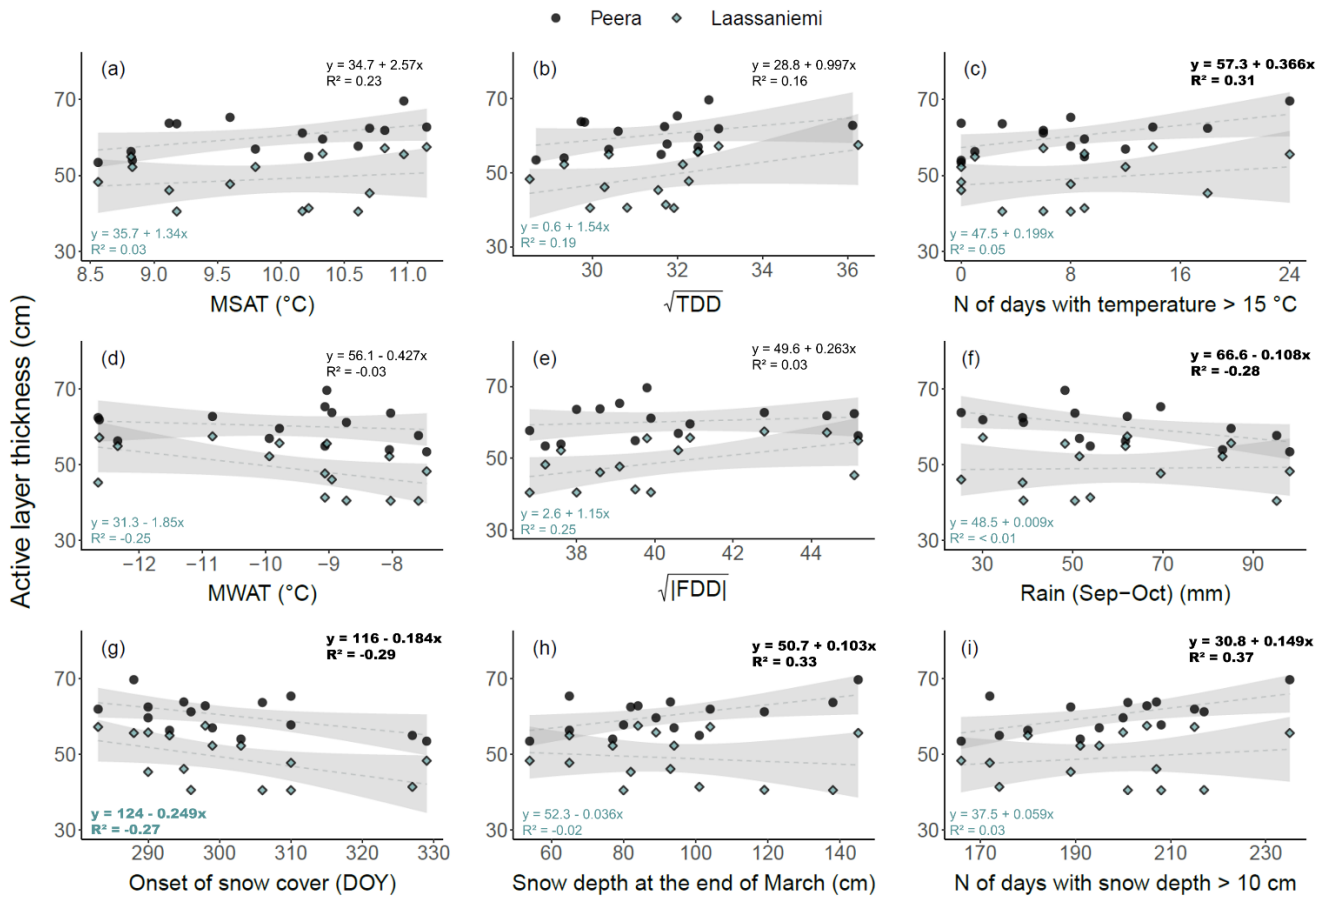 Peera Laassaniemi
Active layer thickness (cm)
(a)
y = 34.7 + 2.57x
R² = 0.23
70
50
30
y = 35.7 + 1.34x
R² = 0.03
8.5 9.0 9.5 10.0 10.5 11.0
MSAT (°C)
(b)
y = 28.8 + 0.997x
R² = 0.16
70
50
30
y = 0.6 + 1.54x
R² = 0.19
30 32 34 36
√TDD
(c)
y = 57.3 + 0.366x
R² = 0.31
70
50
30
y = 47.5 + 0.199x
R² = 0.05
0 8 16 24
N of days with temperature > 15 °C
(d)
y = 56.1 - 0.427x
R² = -0.03
70
50
30
y = 31.3 - 1.85x
R² = -0.25
−12 −11 −10 −9 −8
MWAT (°C)
(e)
y = 49.6 + 0.263x
R² = 0.03
70
50
30
y = 2.6 + 1.15x
R² = 0.25
38 40 42 44
√|FDD|
(f)
y = 66.6 - 0.108x
R² = -0.28
70
50
30
y = 48.5 + 0.009x
R² = < 0.01
30 50 70 90
Rain (Sep−Oct) (mm)
(g)
y = 116 - 0.184x
R² = -0.29
70
50
30
y = 124 - 0.249x
R² = -0.27
290 300 310 320 330
Onset of snow cover (DOY)
(h)
y = 50.7 + 0.103x
R² = 0.33
70
50
30
y = 52.3 - 0.036x
R² = -0.02
60 80 100 120 140
Snow depth at the end of March (cm)
(i)
y = 30.8 + 0.149x
R² = 0.37
70
50
30
y = 37.5 + 0.059x
R² = 0.03
170 190 210 230
N of days with snow depth > 10 cm